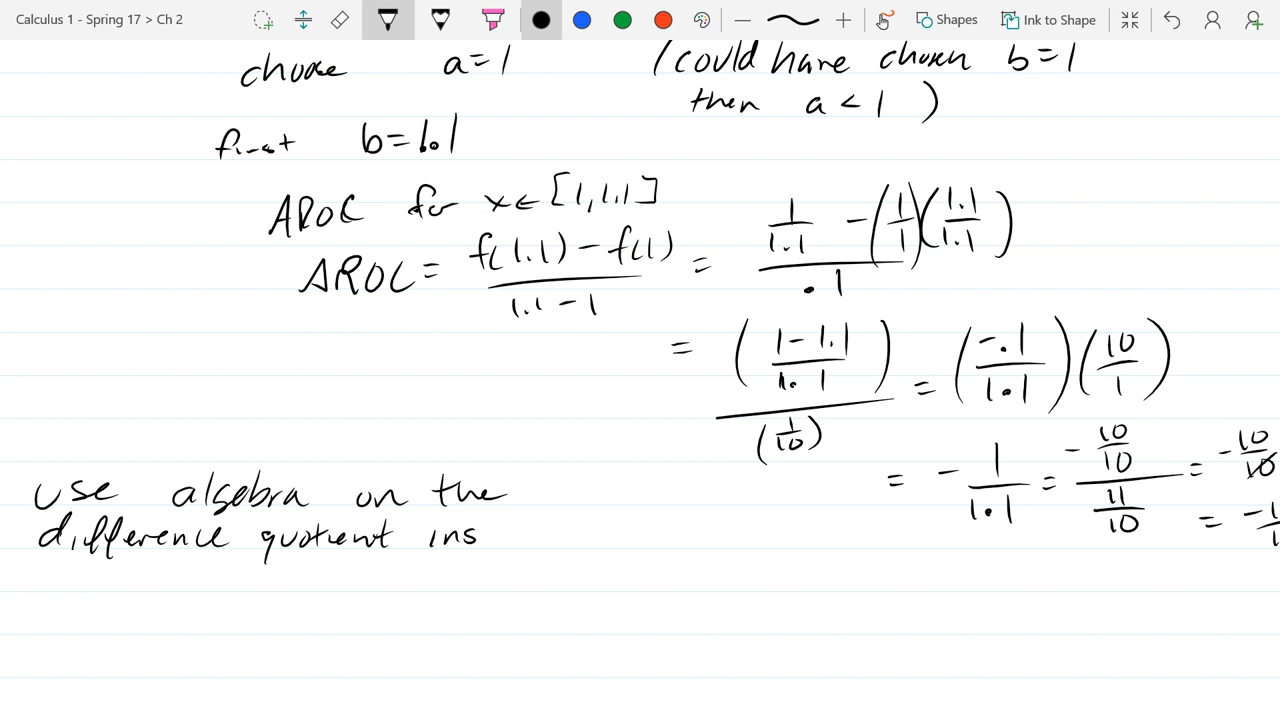 Calculus 1 - Spring 17 > Ch 2
Shapes
Ink to Shape
choose a=1 (could have chosen b=1
then a < 1 )
first b=1.1
AROC for x∈[1,1.1]
AROC = (f(1.1) - f(1))/(1.1 - 1) = (1/1.1 - (1/1)(1.1/1.1))/.1
= ((1-1.1)/1.1)/(1/10) = (-.1/1.1)(10/1)
= - 1/1.1 = (-10/10)/(11/10) = -10/10
= -1
use algebra on the
difference quotient ins